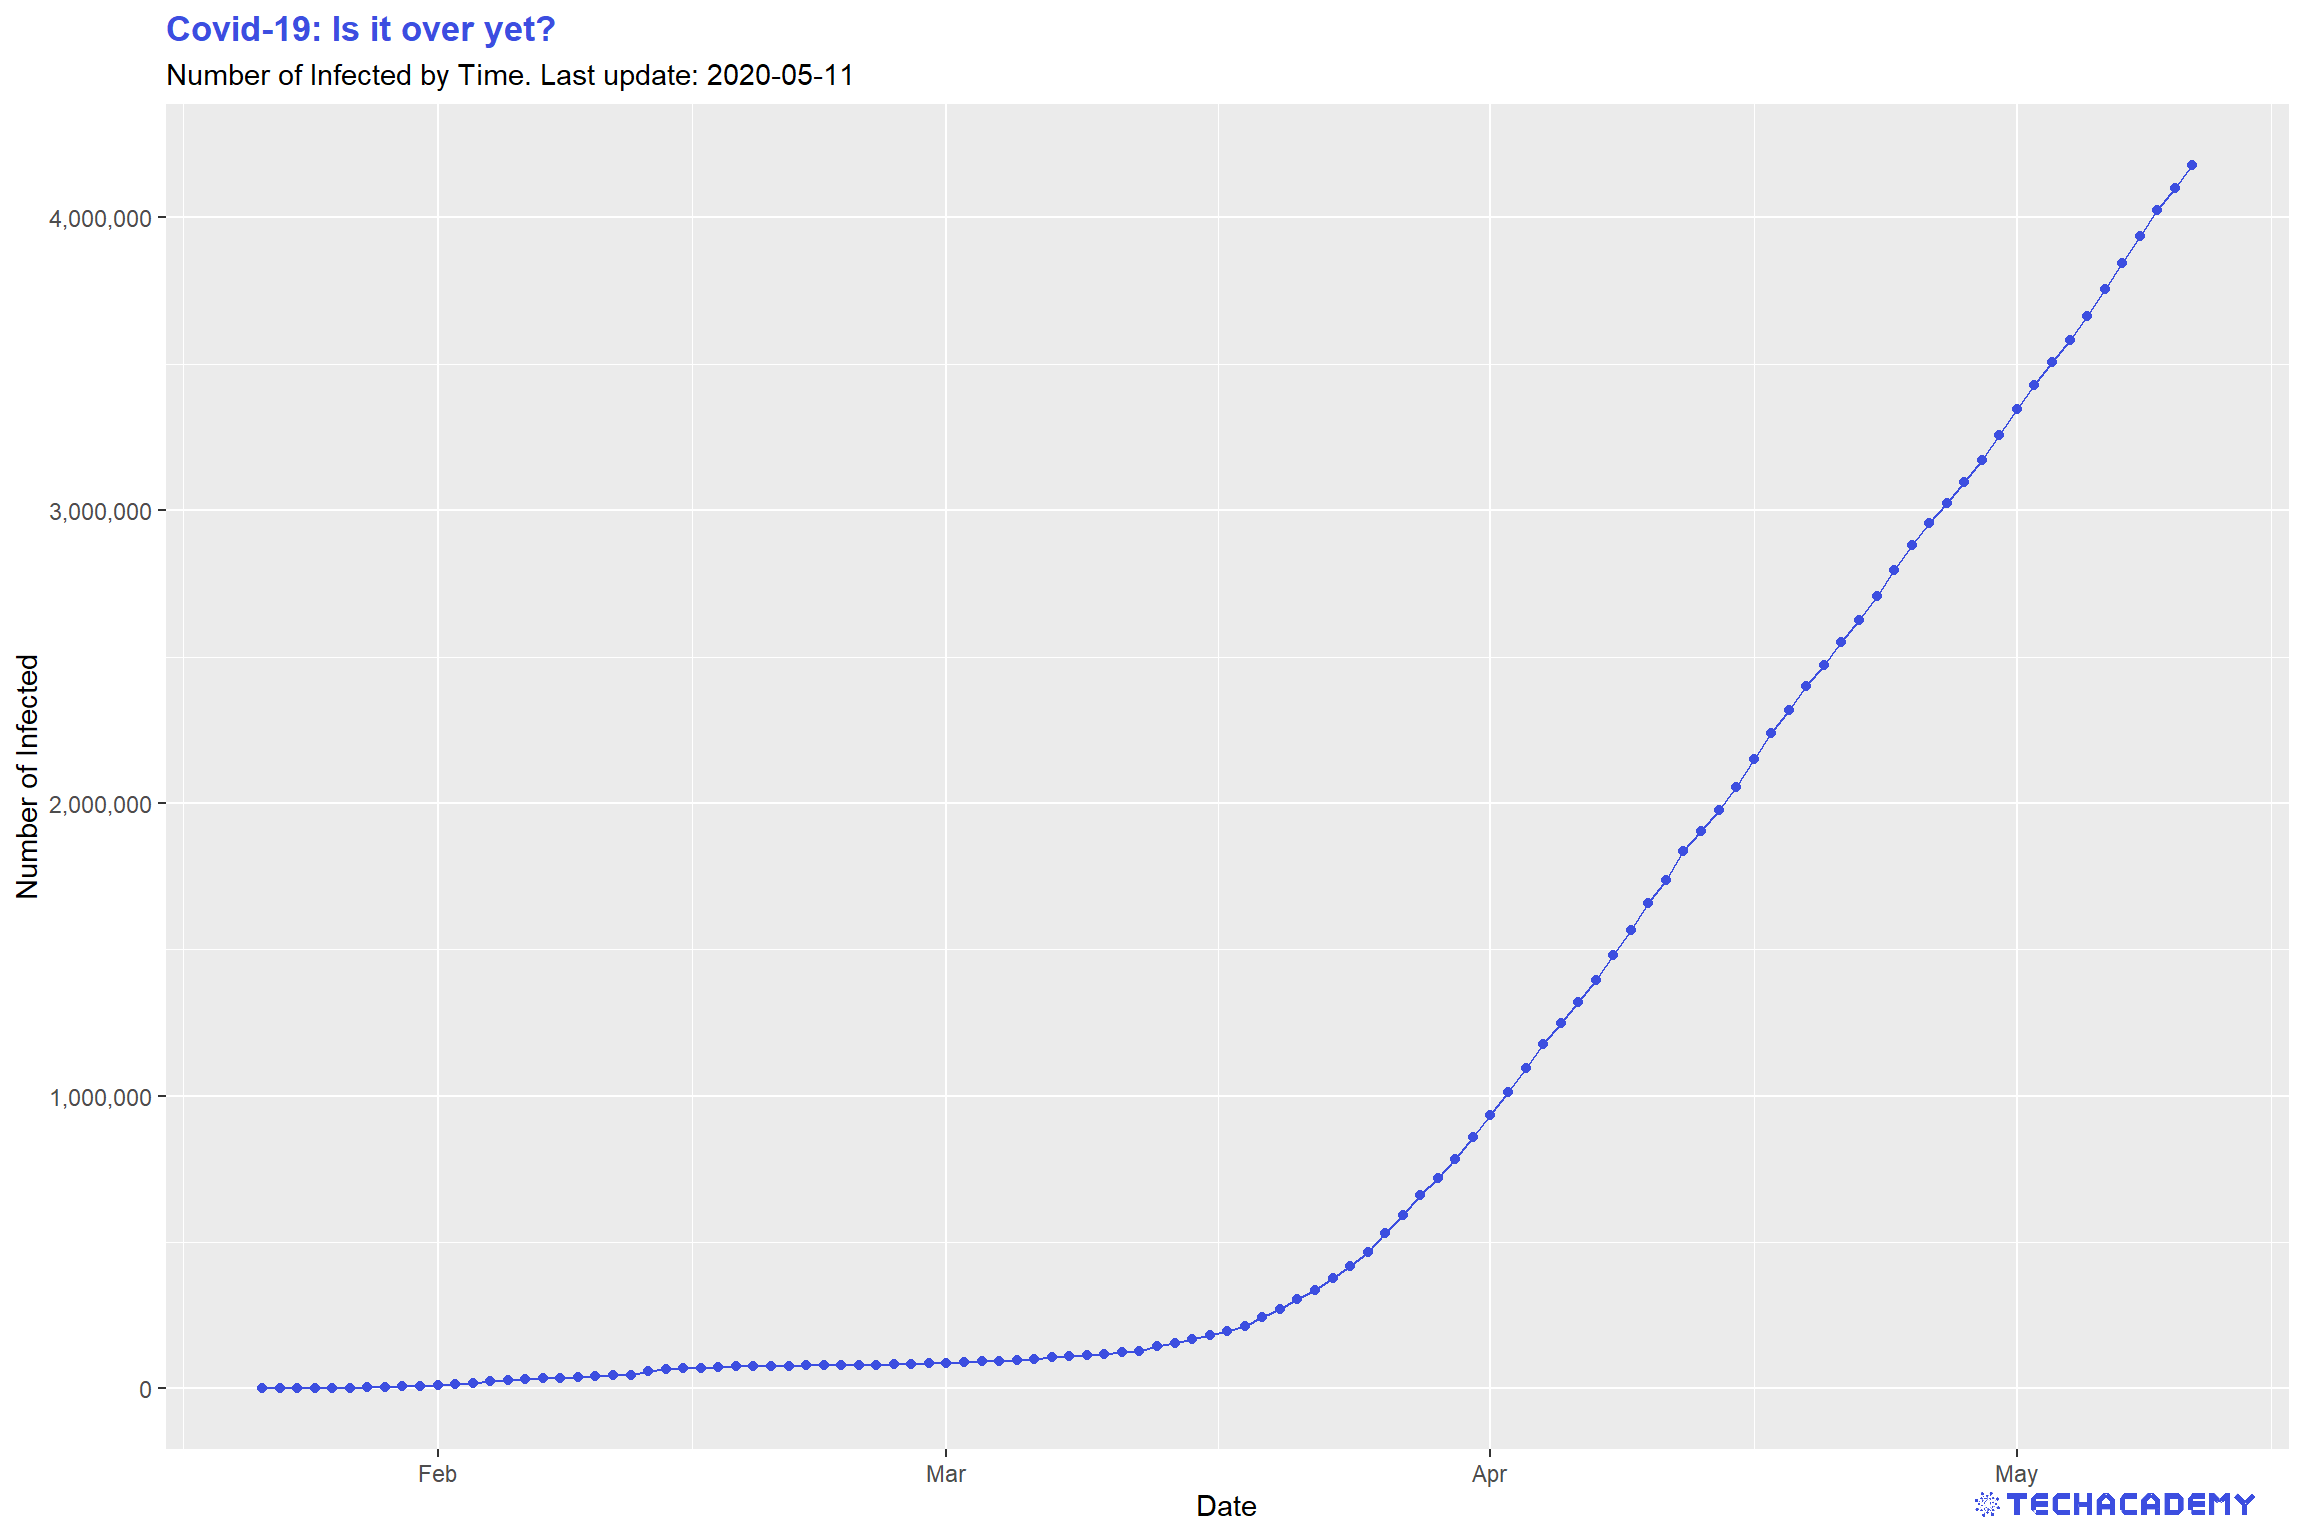 Covid-19: Is it over yet?
Number of Infected by Time. Last update: 2020-05-11
Number of Infected
4,000,000
3,000,000
2,000,000
1,000,000
0
Feb
Mar
Apr
May
Date
TECHACADEMY